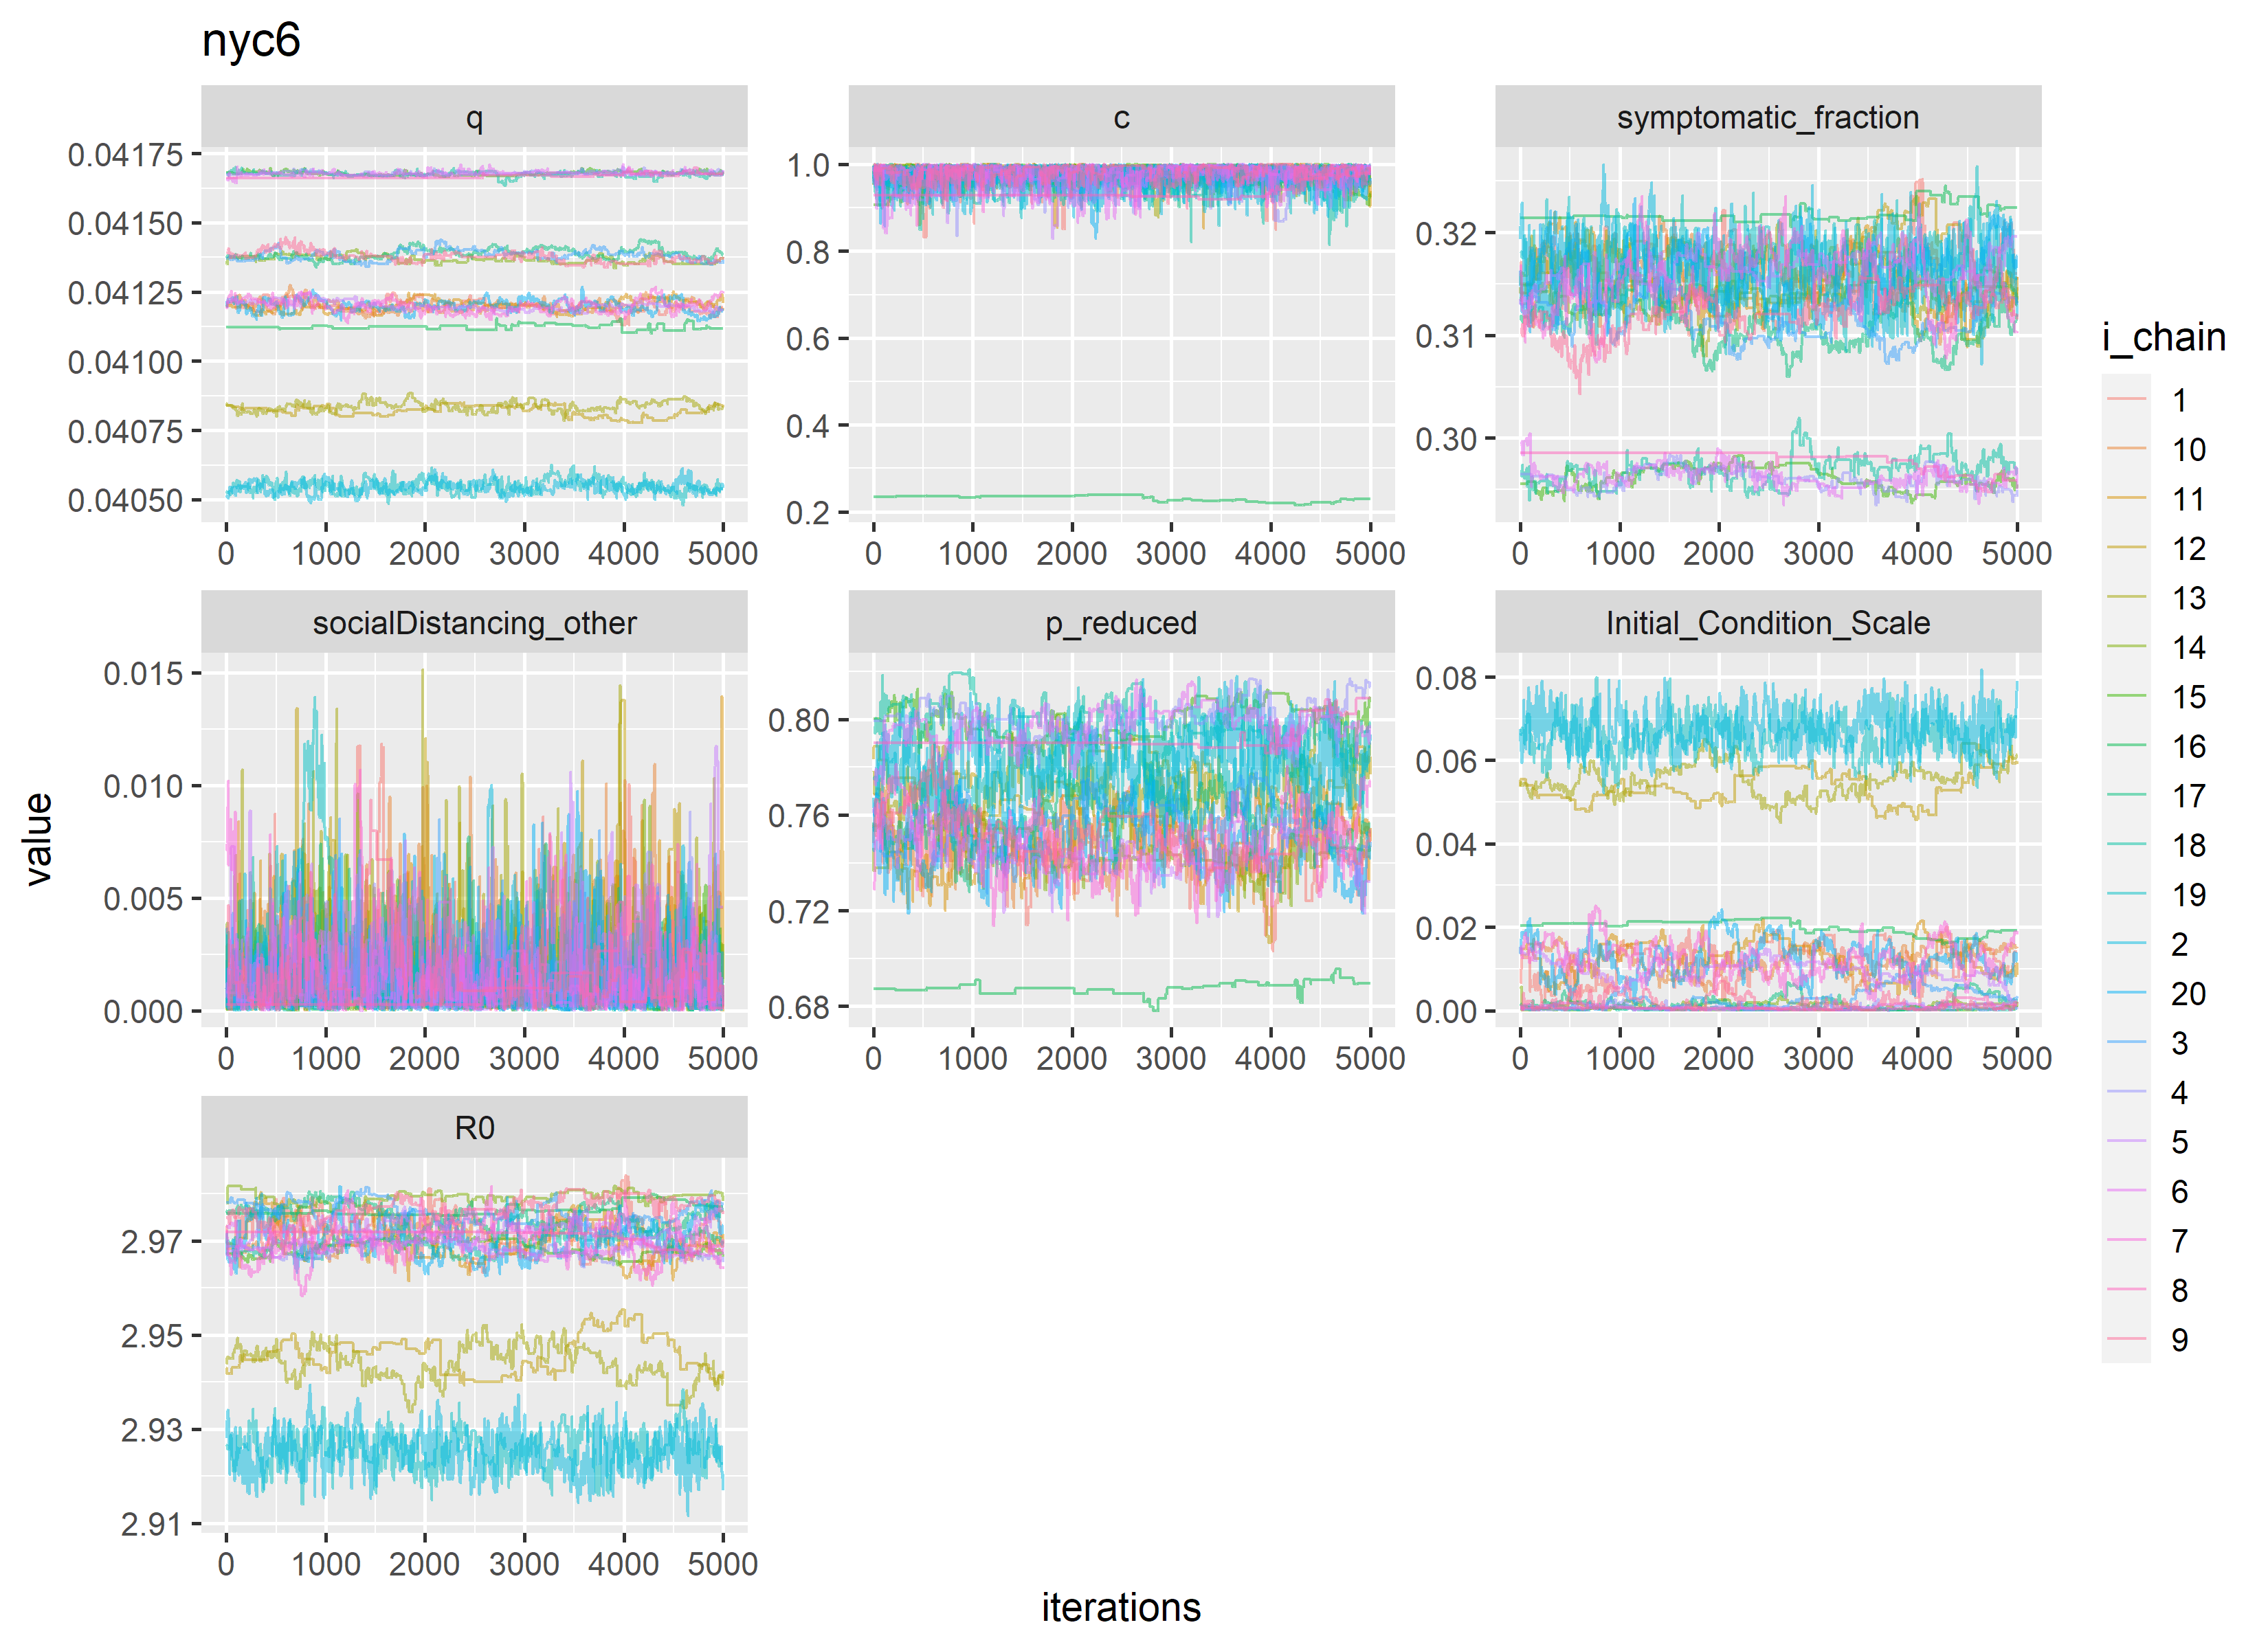 nyc6
q
c
symptomatic_fraction
0.04175
0.04150
0.04125
0.04100
0.04075
0.04050
1.0
0.8
0.6
0.4
0.2
0.32
0.31
0.30
0 1000 2000 3000 4000 5000
0 1000 2000 3000 4000 5000
0 1000 2000 3000 4000 5000
socialDistancing_other
p_reduced
Initial_Condition_Scale
0.015
0.010
0.005
0.000
0.80
0.76
0.72
0.68
0.08
0.06
0.04
0.02
0.00
0 1000 2000 3000 4000 5000
0 1000 2000 3000 4000 5000
0 1000 2000 3000 4000 5000
R0
2.97
2.95
2.93
2.91
0 1000 2000 3000 4000 5000
value
iterations
i_chain
1
10
11
12
13
14
15
16
17
18
19
2
20
3
4
5
6
7
8
9